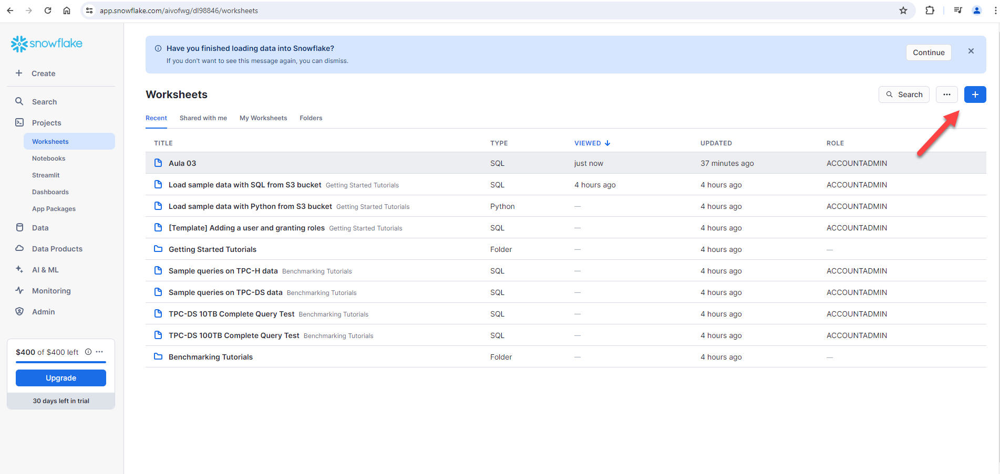 app.snowflake.com/aivofwg/dl98846/worksheets
snowflake
Create
Search
Projects
Worksheets
Notebooks
Streamlit
Dashboards
App Packages
Data
Data Products
AI & ML
Monitoring
Admin
$400 of $400 left
Upgrade
30 days left in trial
Have you finished loading data into Snowflake?
If you don't want to see this message again, you can dismiss.
Continue
Worksheets
Search
Recent Shared with me My Worksheets Folders
TITLE TYPE VIEWED UPDATED ROLE
Aula 03 SQL just now 37 minutes ago ACCOUNTADMIN
Load sample data with SQL from S3 bucket Getting Started Tutorials SQL 4 hours ago 4 hours ago ACCOUNTADMIN
Load sample data with Python from S3 bucket Getting Started Tutorials Python — 4 hours ago ACCOUNTADMIN
[Template] Adding a user and granting roles Getting Started Tutorials SQL — 4 hours ago ACCOUNTADMIN
Getting Started Tutorials Folder — 4 hours ago —
Sample queries on TPC-H data Benchmarking Tutorials SQL — 4 hours ago ACCOUNTADMIN
Sample queries on TPC-DS data Benchmarking Tutorials SQL — 4 hours ago ACCOUNTADMIN
TPC-DS 10TB Complete Query Test Benchmarking Tutorials SQL — 4 hours ago ACCOUNTADMIN
TPC-DS 100TB Complete Query Test Benchmarking Tutorials SQL — 4 hours ago ACCOUNTADMIN
Benchmarking Tutorials Folder — 4 hours ago —